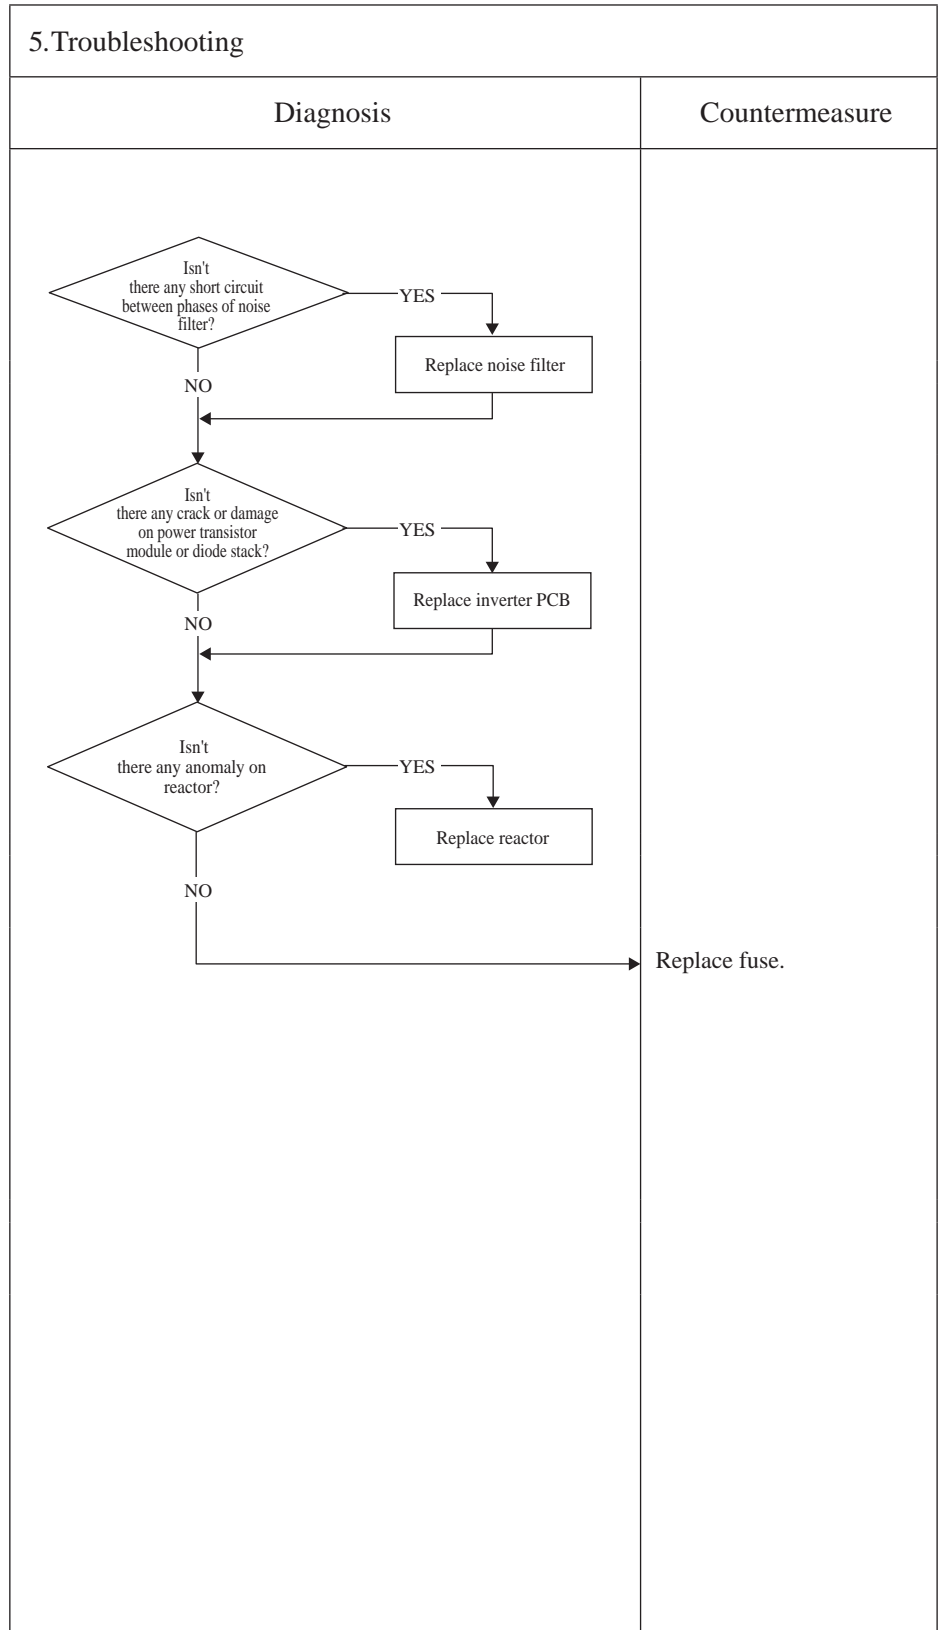 5.Troubleshooting
Diagnosis
Countermeasure
Isn't
there any short circuit
between phases of noise
filter?
YES
Replace noise filter
NO
Isn't
there any crack or damage
on power transistor
module or diode stack?
YES
Replace inverter PCB
NO
Isn't
there any anomaly on
reactor?
YES
Replace reactor
NO
Replace fuse.